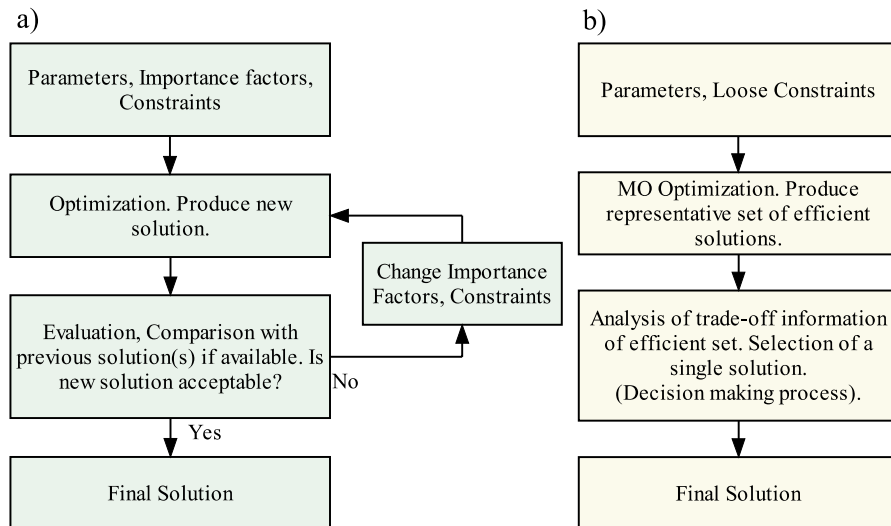 a)
Parameters, Importance factors,
Constraints
Optimization. Produce new
solution.
Change Importance
Factors, Constraints
Evaluation, Comparison with
previous solution(s) if available. Is
new solution acceptable?
No
Yes
Final Solution
b)
Parameters, Loose Constraints
MO Optimization. Produce
representative set of efficient
solutions.
Analysis of trade-off information
of efficient set. Selection of a
single solution.
(Decision making process).
Final Solution